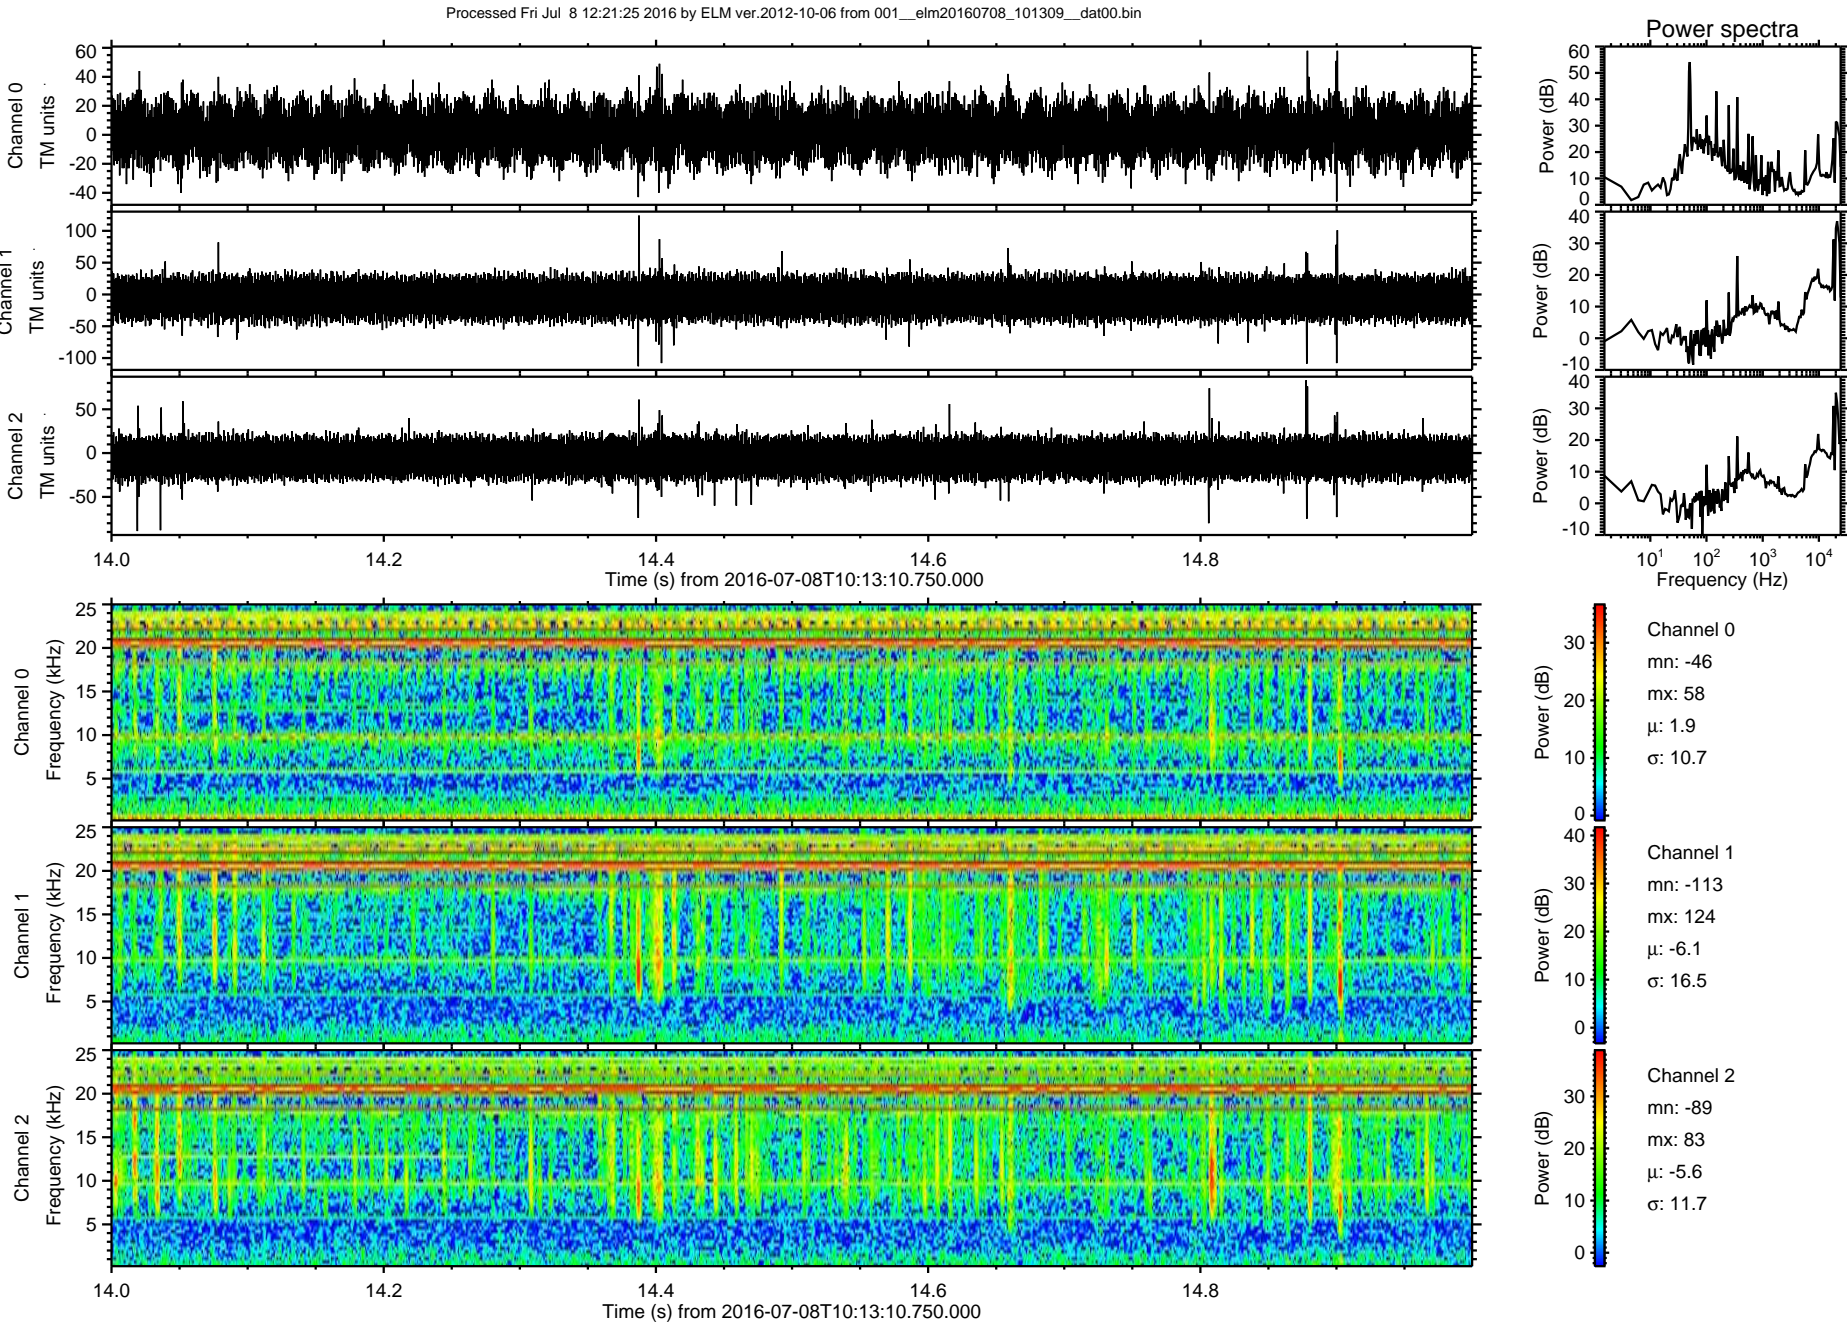 Processed Fri Jul  8 12:21:25 2016 by ELM ver.2012-10-06 from 001__elm20160708_101309__dat00.bin
Power spectra
Channel 0
TM units
60
40
20
0
-20
-40
Power (dB)
60
50
40
30
20
10
0
Channel 1
TM units
100
50
0
-50
-100
Power (dB)
40
30
20
10
0
-10
Channel 2
TM units
50
0
-50
Power (dB)
40
30
20
10
0
-10
14.0 14.2 14.4 14.6 14.8
Time (s) from 2016-07-08T10:13:10.750.000
10^1 10^2 10^3 10^4
Frequency (Hz)
Channel 0
Frequency (kHz)
25
20
15
10
5
Power (dB)
30
20
10
0
Channel 0
mn: -46
mx: 58
μ: 1.9
σ: 10.7
Channel 1
Frequency (kHz)
25
20
15
10
5
Power (dB)
40
30
20
10
0
Channel 1
mn: -113
mx: 124
μ: -6.1
σ: 16.5
Channel 2
Frequency (kHz)
25
20
15
10
5
Power (dB)
30
20
10
0
Channel 2
mn: -89
mx: 83
μ: -5.6
σ: 11.7
14.0 14.2 14.4 14.6 14.8
Time (s) from 2016-07-08T10:13:10.750.000